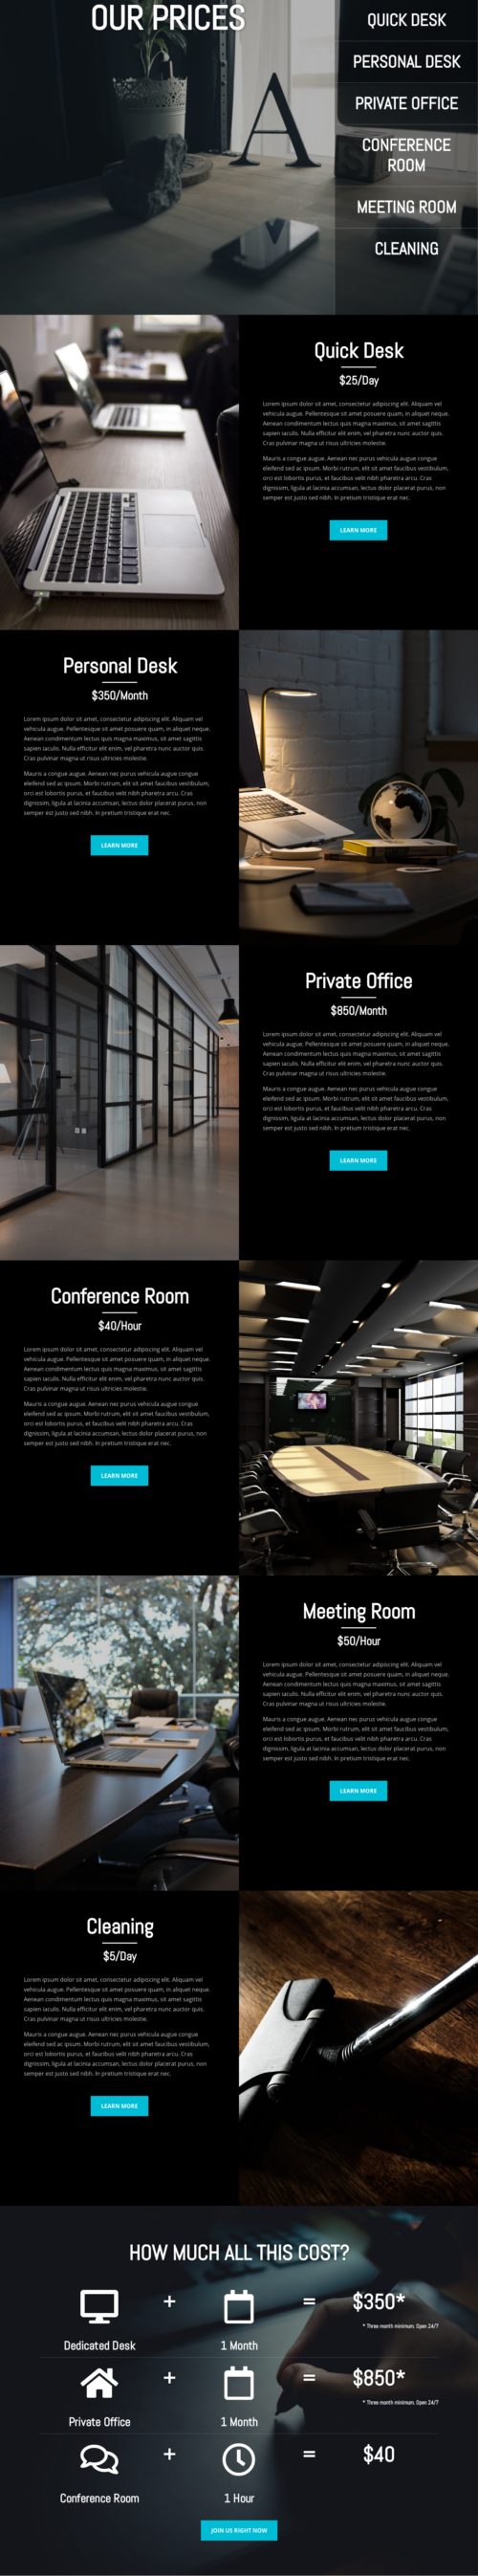 OUR PRICES
QUICK DESK
PERSONAL DESK
PRIVATE OFFICE
CONFERENCE
ROOM
MEETING ROOM
CLEANING
A
Quick Desk
$25/Day
Lorem ipsum dolor sit amet, consectetur adipiscing elit. Aliquam vel
vehicula augue. Pellentesque sit amet posuere quam, in aliquet neque.
Aenean condimentum lectus quis magna maximus, sit amet sagittis
sapien iaculis. Nulla efficitur elit enim, vel pharetra nunc auctor quis.
Cras pulvinar magna ut risus ultricies molestie.
Mauris a congue augue. Aenean nec purus vehicula augue congue
eleifend sed ac ipsum. Morbi rutrum, elit sit amet faucibus vestibulum,
orci est lobortis purus, et faucibus velit nibh pharetra arcu. Cras
dignissim, ligula at lacinia accumsan, lectus dolor placerat purus, non
semper est justo sed nibh. In pretium tristique erat nec.
LEARN MORE
Personal Desk
$350/Month
Lorem ipsum dolor sit amet, consectetur adipiscing elit. Aliquam vel
vehicula augue. Pellentesque sit amet posuere quam, in aliquet neque.
Aenean condimentum lectus quis magna maximus, sit amet sagittis
sapien iaculis. Nulla efficitur elit enim, vel pharetra nunc auctor quis.
Cras pulvinar magna ut risus ultricies molestie.
Mauris a congue augue. Aenean nec purus vehicula augue congue
eleifend sed ac ipsum. Morbi rutrum, elit sit amet faucibus vestibulum,
orci est lobortis purus, et faucibus velit nibh pharetra arcu. Cras
dignissim, ligula at lacinia accumsan, lectus dolor placerat purus, non
semper est justo sed nibh. In pretium tristique erat nec.
LEARN MORE
Private Office
$850/Month
Lorem ipsum dolor sit amet, consectetur adipiscing elit. Aliquam vel
vehicula augue. Pellentesque sit amet posuere quam, in aliquet neque.
Aenean condimentum lectus quis magna maximus, sit amet sagittis
sapien iaculis. Nulla efficitur elit enim, vel pharetra nunc auctor quis.
Cras pulvinar magna ut risus ultricies molestie.
Mauris a congue augue. Aenean nec purus vehicula augue congue
eleifend sed ac ipsum. Morbi rutrum, elit sit amet faucibus vestibulum,
orci est lobortis purus, et faucibus velit nibh pharetra arcu. Cras
dignissim, ligula at lacinia accumsan, lectus dolor placerat purus, non
semper est justo sed nibh. In pretium tristique erat nec.
LEARN MORE
Conference Room
$40/Hour
Lorem ipsum dolor sit amet, consectetur adipiscing elit. Aliquam vel
vehicula augue. Pellentesque sit amet posuere quam, in aliquet neque.
Aenean condimentum lectus quis magna maximus, sit amet sagittis
sapien iaculis. Nulla efficitur elit enim, vel pharetra nunc auctor quis.
Cras pulvinar magna ut risus ultricies molestie.
Mauris a congue augue. Aenean nec purus vehicula augue congue
eleifend sed ac ipsum. Morbi rutrum, elit sit amet faucibus vestibulum,
orci est lobortis purus, et faucibus velit nibh pharetra arcu. Cras
dignissim, ligula at lacinia accumsan, lectus dolor placerat purus, non
semper est justo sed nibh. In pretium tristique erat nec.
LEARN MORE
Meeting Room
$50/Hour
Lorem ipsum dolor sit amet, consectetur adipiscing elit. Aliquam vel
vehicula augue. Pellentesque sit amet posuere quam, in aliquet neque.
Aenean condimentum lectus quis magna maximus, sit amet sagittis
sapien iaculis. Nulla efficitur elit enim, vel pharetra nunc auctor quis.
Cras pulvinar magna ut risus ultricies molestie.
Mauris a congue augue. Aenean nec purus vehicula augue congue
eleifend sed ac ipsum. Morbi rutrum, elit sit amet faucibus vestibulum,
orci est lobortis purus, et faucibus velit nibh pharetra arcu. Cras
dignissim, ligula at lacinia accumsan, lectus dolor placerat purus, non
semper est justo sed nibh. In pretium tristique erat nec.
LEARN MORE
Cleaning
$5/Day
Lorem ipsum dolor sit amet, consectetur adipiscing elit. Aliquam vel
vehicula augue. Pellentesque sit amet posuere quam, in aliquet neque.
Aenean condimentum lectus quis magna maximus, sit amet sagittis
sapien iaculis. Nulla efficitur elit enim, vel pharetra nunc auctor quis.
Cras pulvinar magna ut risus ultricies molestie.
Mauris a congue augue. Aenean nec purus vehicula augue congue
eleifend sed ac ipsum. Morbi rutrum, elit sit amet faucibus vestibulum,
orci est lobortis purus, et faucibus velit nibh pharetra arcu. Cras
dignissim, ligula at lacinia accumsan, lectus dolor placerat purus, non
semper est justo sed nibh. In pretium tristique erat nec.
LEARN MORE
HOW MUCH ALL THIS COST?
+ = $350*
* Three month minimum. Open 24/7
Dedicated Desk 1 Month
+ = $850*
* Three month minimum. Open 24/7
Private Office 1 Month
+ = $40
Conference Room 1 Hour
JOIN US RIGHT NOW